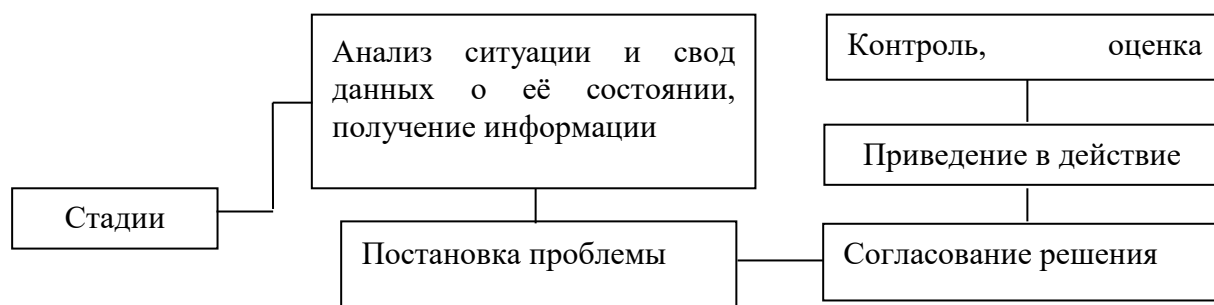 Анализ ситуации и свод
данных о её состоянии,
получение информации
Контроль, оценка
Приведение в действие
Стадии
Постановка проблемы
Согласование решения